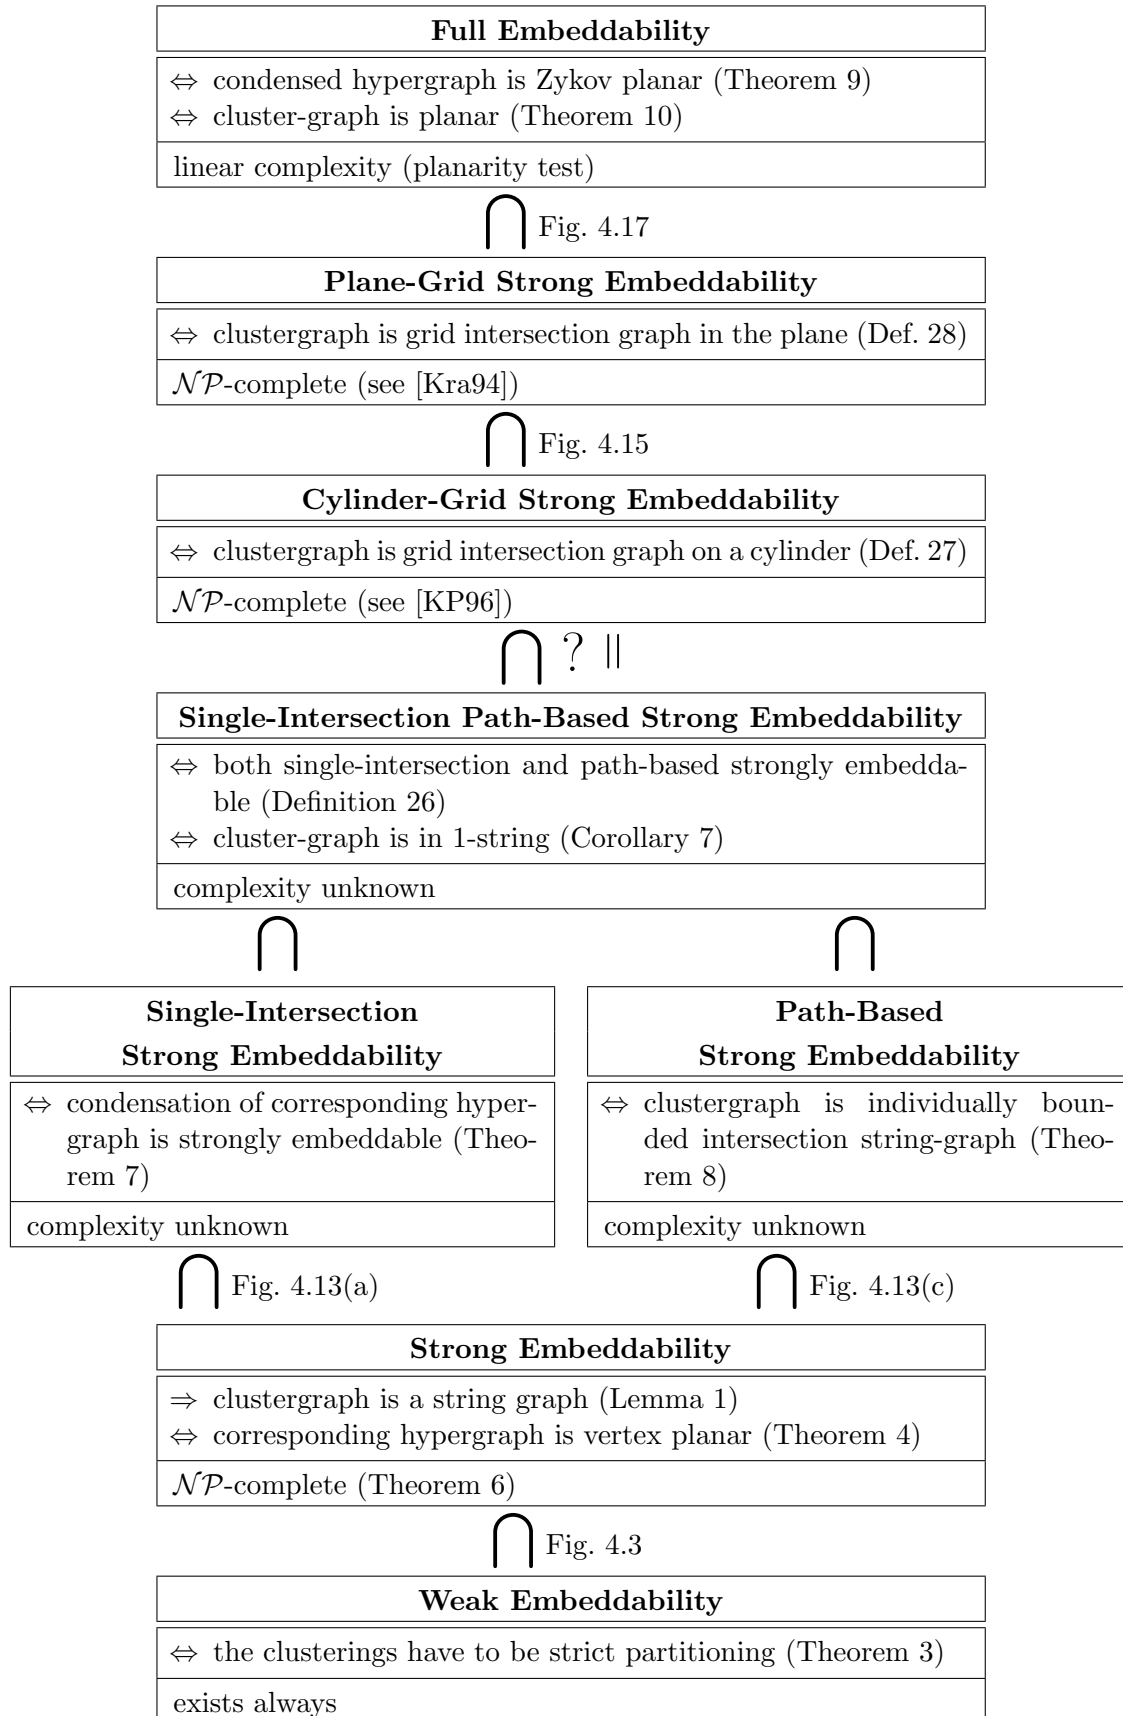 Full Embeddability
⇔ condensed hypergraph is Zykov planar (Theorem 9)
⇔ cluster-graph is planar (Theorem 10)
linear complexity (planarity test)
⋂ Fig. 4.17
Plane-Grid Strong Embeddability
⇔ clustergraph is grid intersection graph in the plane (Def. 28)
𝒩𝒫-complete (see [Kra94])
⋂ Fig. 4.15
Cylinder-Grid Strong Embeddability
⇔ clustergraph is grid intersection graph on a cylinder (Def. 27)
𝒩𝒫-complete (see [KP96])
⋂ ? ||
Single-Intersection Path-Based Strong Embeddability
⇔ both single-intersection and path-based strongly embedda-
ble (Definition 26)
⇔ cluster-graph is in 1-string (Corollary 7)
complexity unknown
⋂ ⋂
Single-Intersection
Strong Embeddability
⇔ condensation of corresponding hyper-
graph is strongly embeddable (Theo-
rem 7)
complexity unknown
⋂ Fig. 4.13(a)
Path-Based
Strong Embeddability
⇔ clustergraph is individually boun-
ded intersection string-graph (Theo-
rem 8)
complexity unknown
⋂ Fig. 4.13(c)
Strong Embeddability
⇒ clustergraph is a string graph (Lemma 1)
⇔ corresponding hypergraph is vertex planar (Theorem 4)
𝒩𝒫-complete (Theorem 6)
⋂ Fig. 4.3
Weak Embeddability
⇔ the clusterings have to be strict partitioning (Theorem 3)
exists always